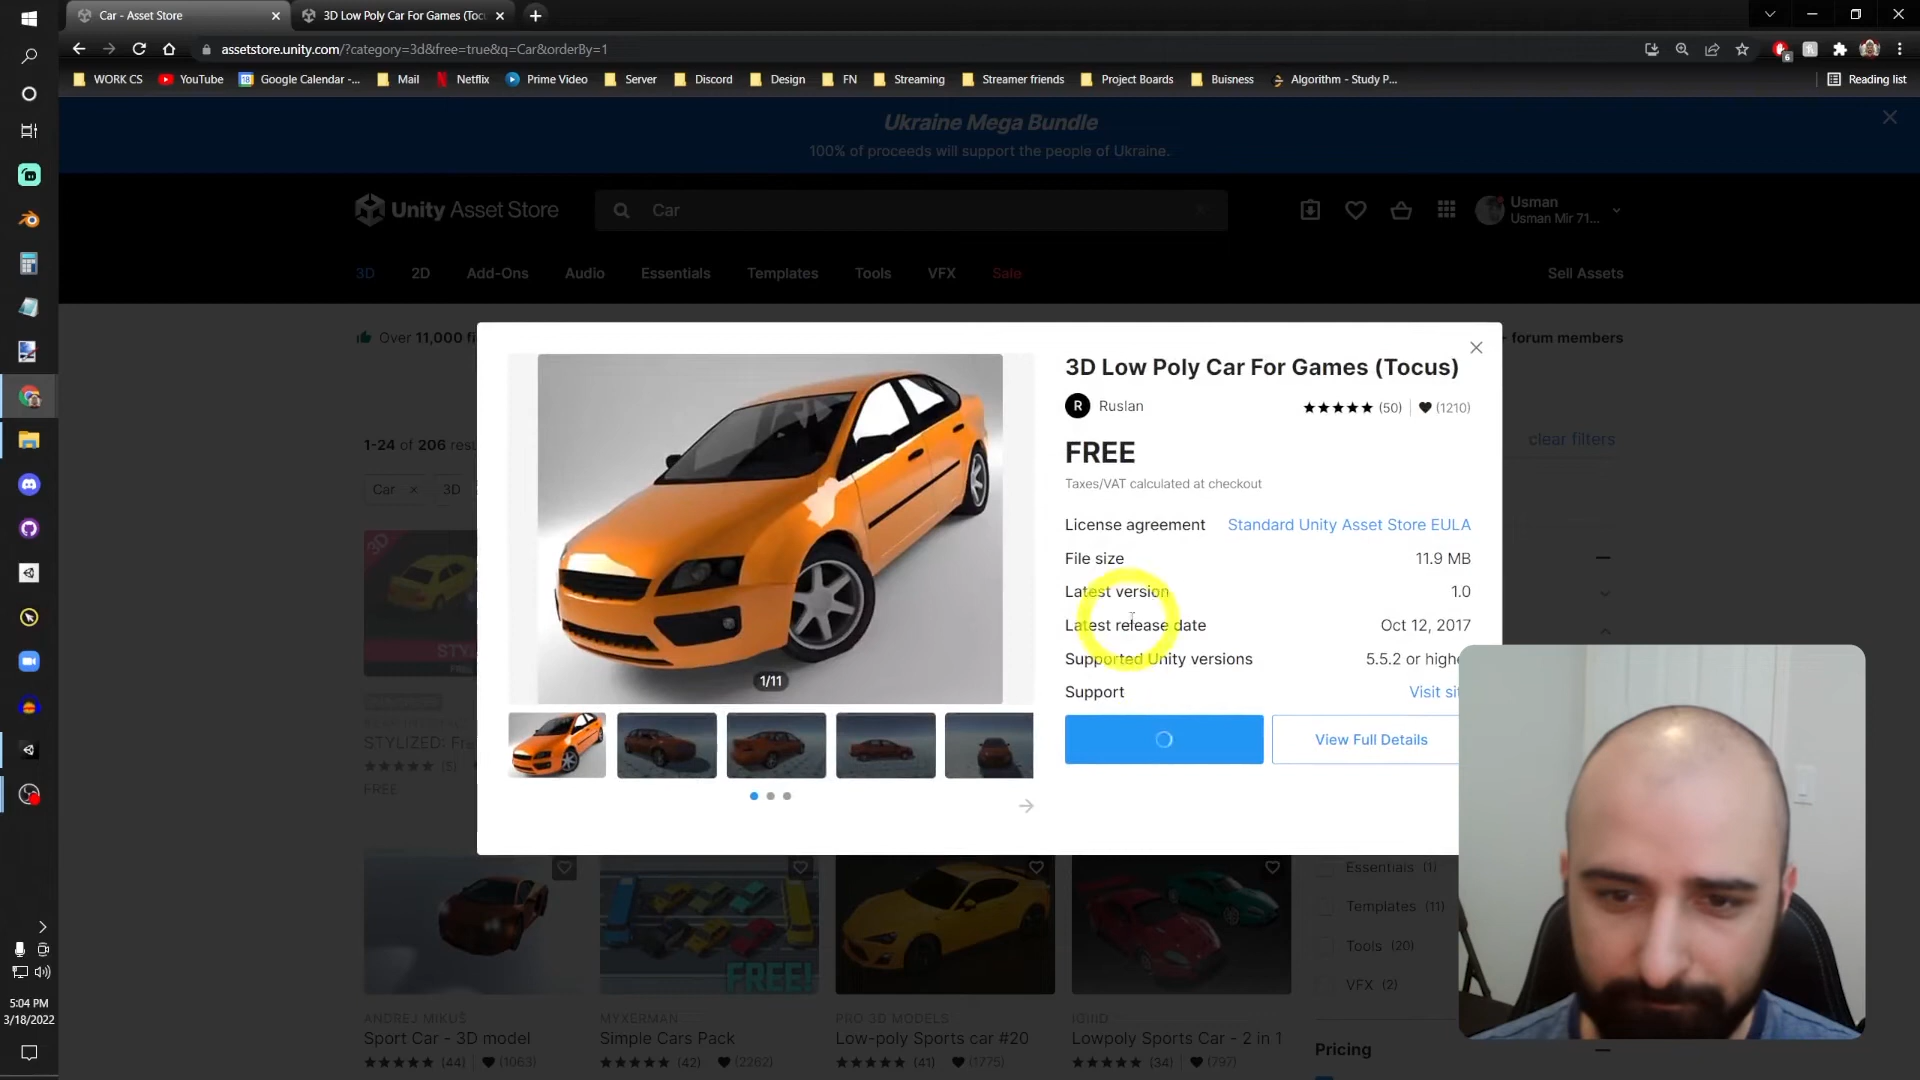 Car - Asset Store
3D Low Poly Car For Games (Tocu
assetstore.unity.com/?category=3d&free=true&q=Car&orderBy=1
6
WORK CS
YouTube
18
Google Calendar -...
Mail
Netflix
Prime Video
Server
Discord
Design
FN
Streaming
Streamer friends
Project Boards
Buisness
Algorithm - Study P...
Reading list
Ukraine Mega Bundle
100% of proceeds will support the people of Ukraine.
Unity Asset Store
Car
Usman
Usman Mir 71...
3D
2D
Add-Ons
Audio
Essentials
Templates
Tools
VFX
Sale
Sell Assets
Over 11,000 fi
forum members
1-24 of 206 resu
clear filters
Car
3D
3D Low Poly Car For Games (Tocus)
R Ruslan
(50)
(1210)
FREE
Taxes/VAT calculated at checkout
License agreement
Standard Unity Asset Store EULA
File size
11.9 MB
Latest version
1.0
Latest release date
Oct 12, 2017
Supported Unity versions
5.5.2 or highe
Support
Visit sit
View Full Details
1/11
3D
STYL
STYLIZED: Fre
(5)
FREE
FREE!
ANDREJ MIKUŠ
Sport Car - 3D model
(44)
(1063)
MYXERMAN
Simple Cars Pack
(42)
(2262)
PRO 3D MODELS
Low-poly Sports car #20
(41)
(1775)
IGIIID
Lowpoly Sports Car - 2 in 1
(34)
(797)
Essentials (1)
Templates (11)
Tools (20)
VFX (2)
Pricing
5:04 PM
3/18/2022